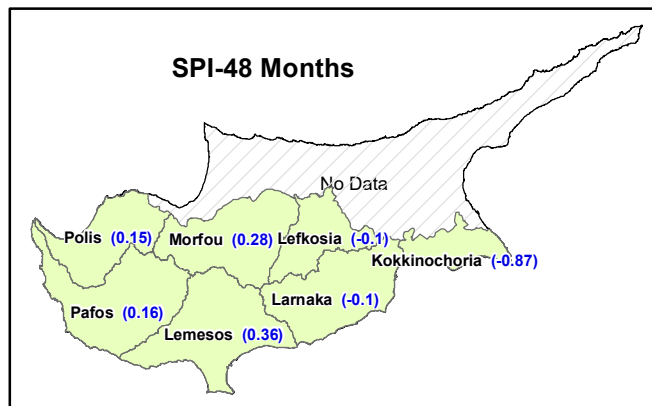 SPI-48 Months
No Data
Polis (0.15)
Morfou (0.28)
Lefkosia (-0.1)
Kokkinochoria (-0.87)
Pafos (0.16)
Larnaka (-0.1)
Lemesos (0.36)